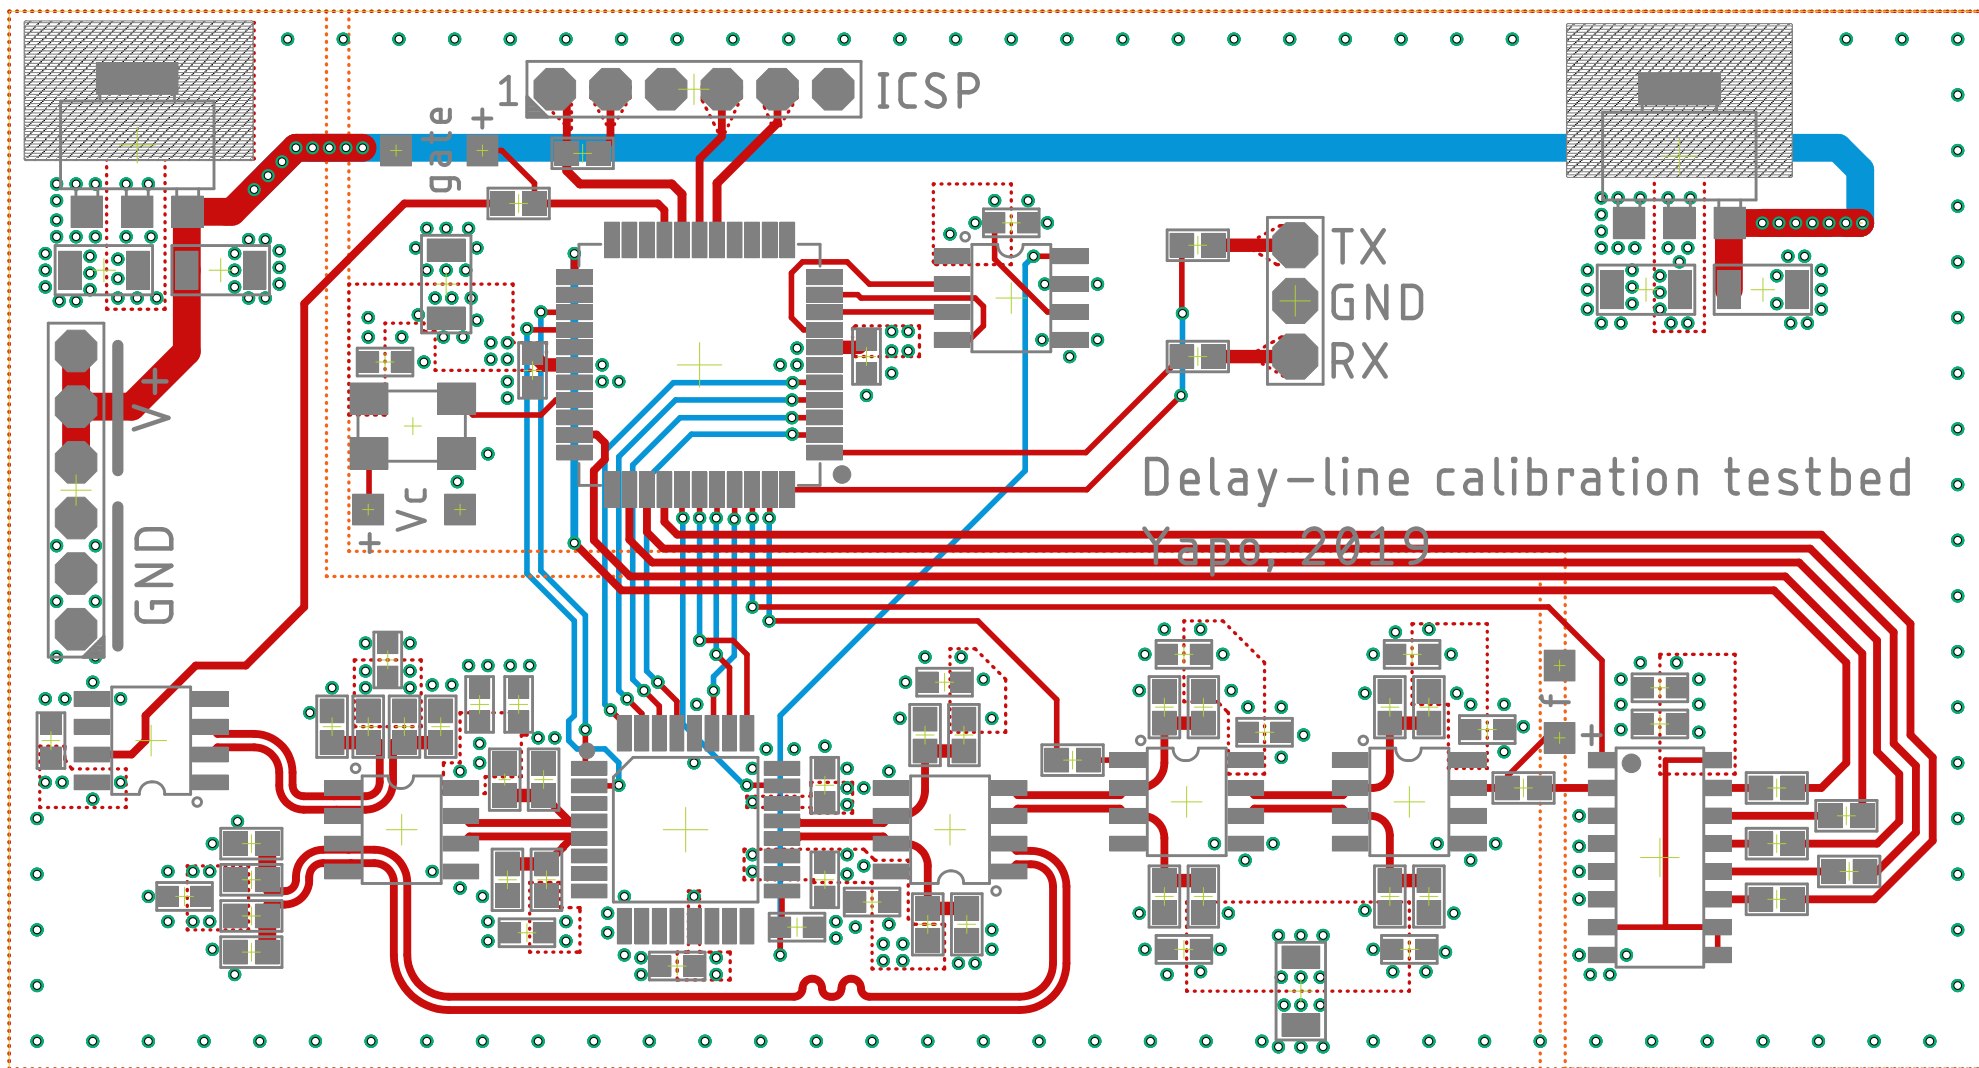 1 ICSP
gate
+
TX
GND
RX
V+
GND
Vc
+
Delay-line calibration testbed
Yapo, 2019
f
+